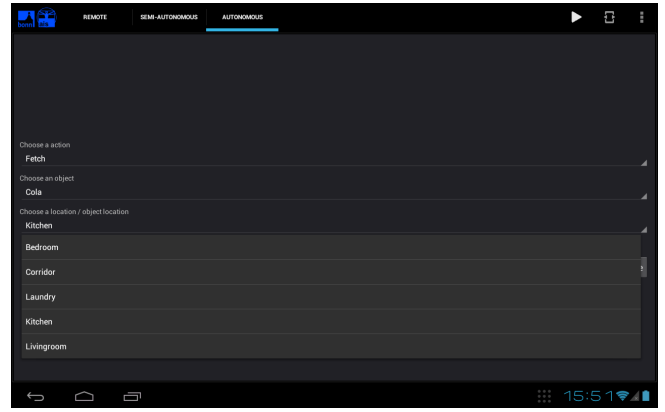 REMOTE SEMI-AUTONOMOUS AUTONOMOUS
Choose a action
Fetch
Choose an object
Cola
Choose a location / object location
Kitchen
Bedroom
Corridor
Laundry
Kitchen
Livingroom
15:51